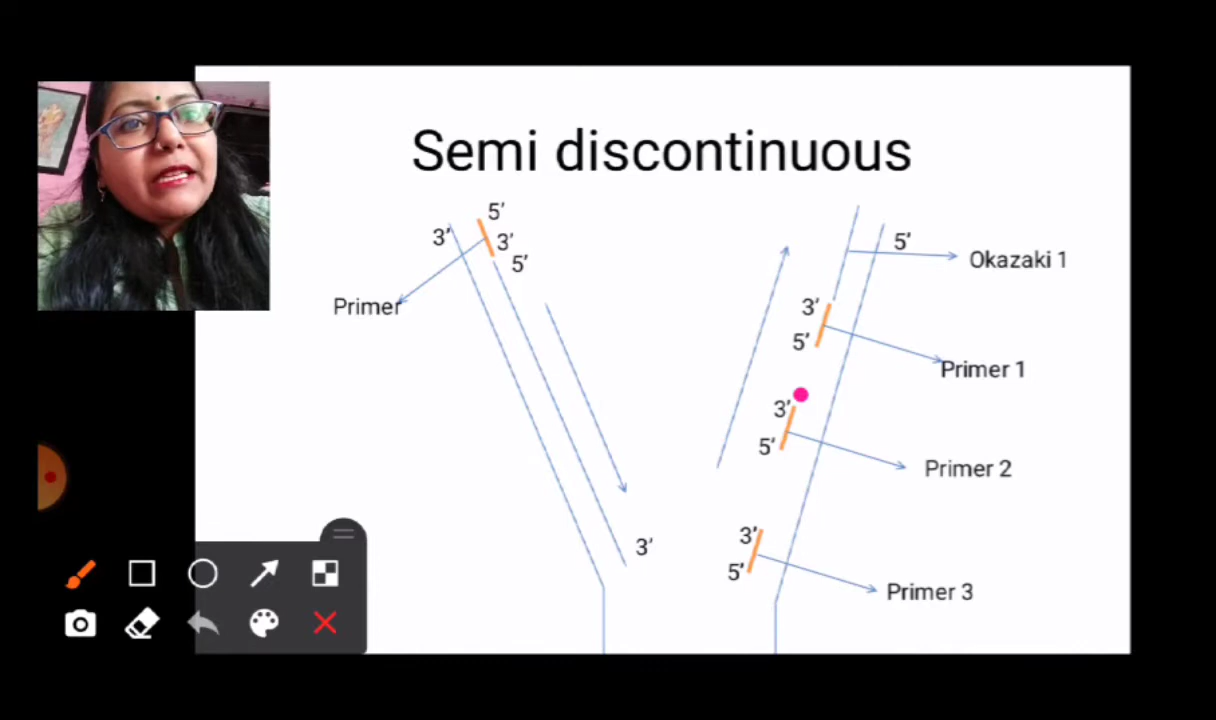 Semi discontinuous
5'
3'
3'
5'
Primer
3'
5'
Okazaki 1
3'
5'
Primer 1
3'
5'
Primer 2
3'
5'
Primer 3